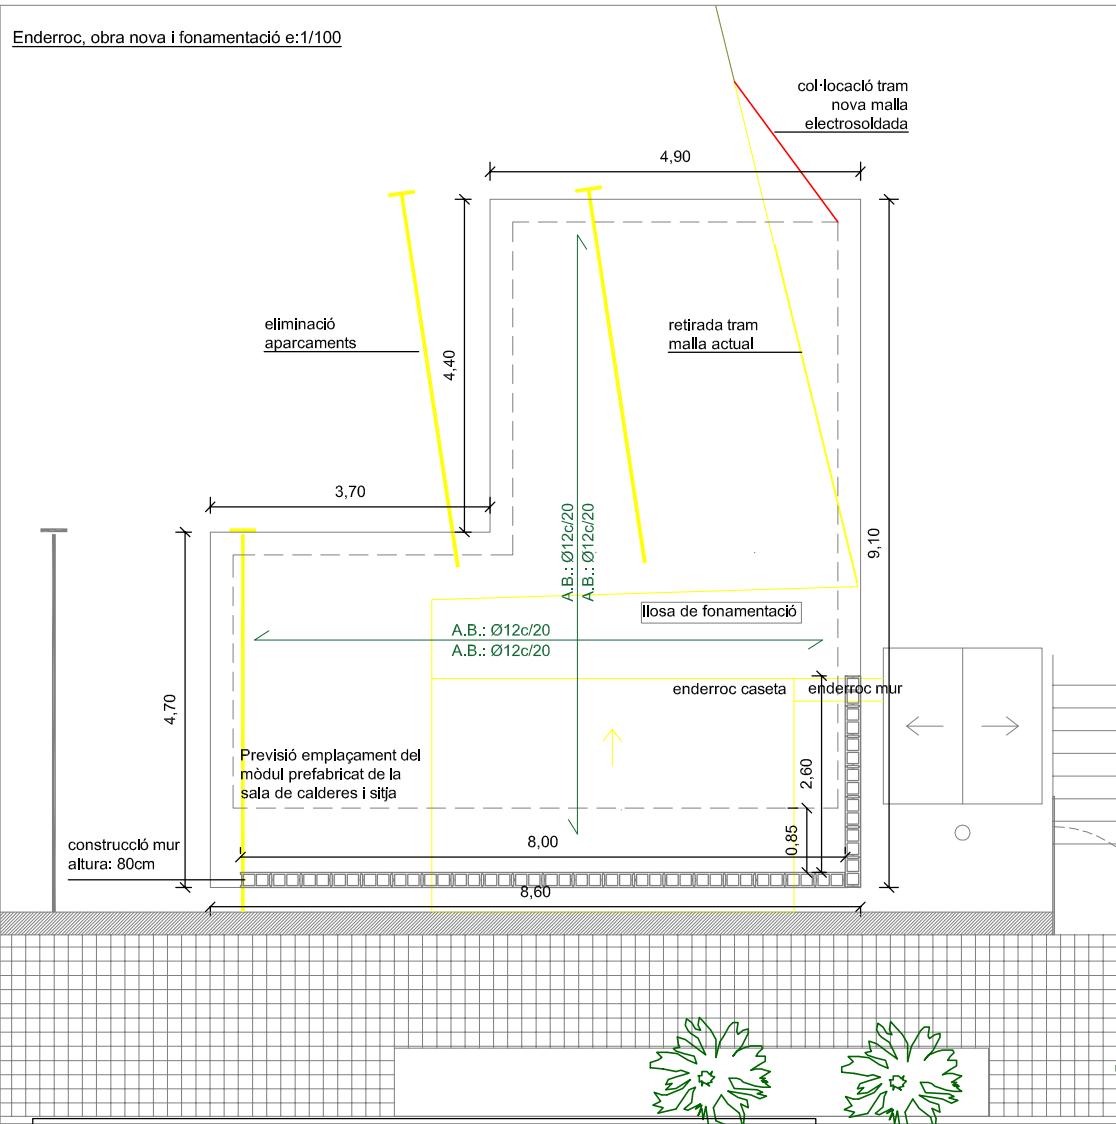 Enderroc, obra nova i fonamentació e:1/100
col·locació tram
nova malla
electrosoldada
4,90
eliminació
aparcaments
retirada tram
malla actual
4,40
3,70
9,10
A.B.: Ø12c/20
A.B.: Ø12c/20
llosa de fonamentació
A.B.: Ø12c/20
A.B.: Ø12c/20
4,70
enderroc caseta
enderroc mur
Previsió emplaçament del
mòdul prefabricat de la
sala de calderes i sitja
2,60
0,85
construcció mur
altura: 80cm
8,00
8,60